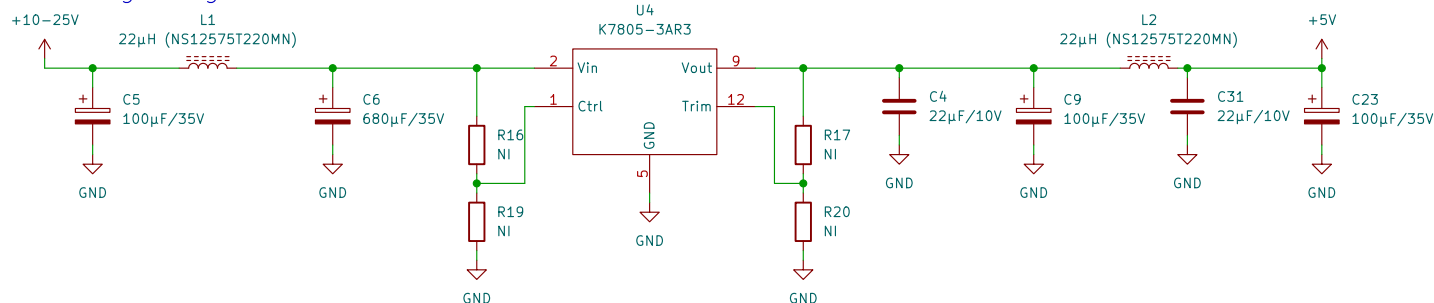 +10-25V
L1
22µH (NS12575T220MN)
U4
K7805-3AR3
L2
22µH (NS12575T220MN)
+5V
2
Vin
Vout
9
1
Ctrl
Trim
12
GND
5
C5
100µF/35V
C6
680µF/35V
R16
NI
R17
NI
C4
22µF/10V
C9
100µF/35V
C31
22µF/10V
C23
100µF/35V
GND
GND
GND
GND
GND
GND
R19
NI
R20
NI
GND
GND
GND